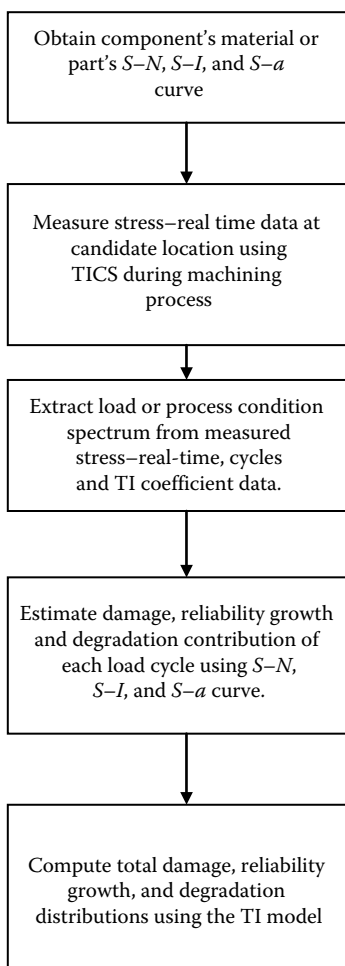 Obtain component’s material or
part’s S–N, S–I, and S–a
curve
Measure stress–real time data at
candidate location using
TICS during machining
process
Extract load or process condition
spectrum from measured
stress–real-time, cycles
and TI coefficient data.
Estimate damage, reliability growth
and degradation contribution of
each load cycle using S–N,
S–I, and S–a curve.
Compute total damage, reliability
growth, and degradation
distributions using the TI model